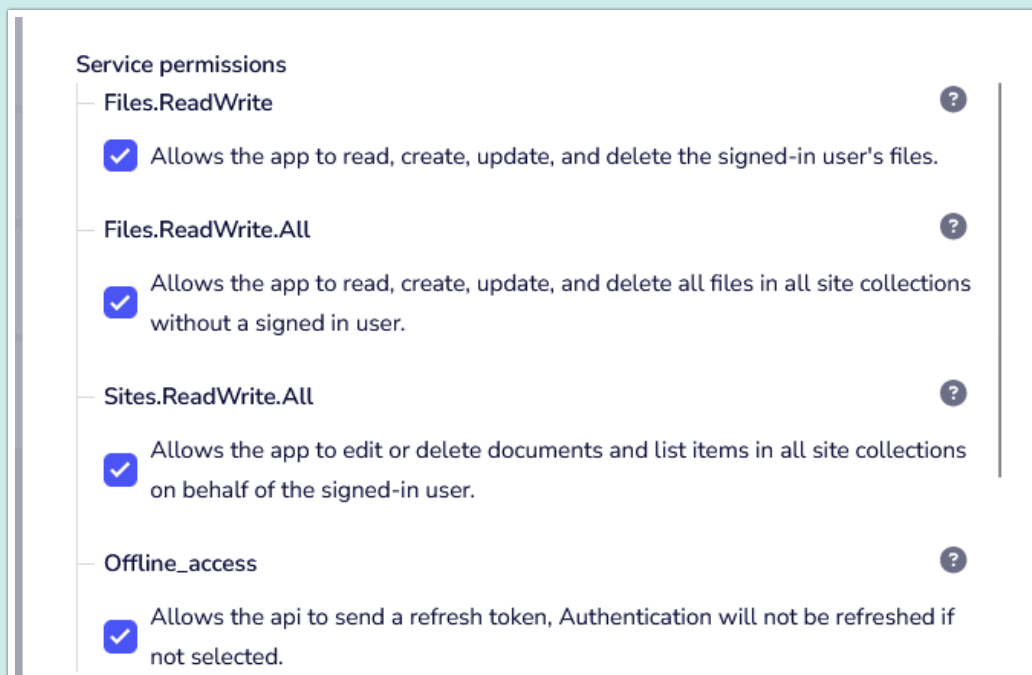 Service permissions
Files.ReadWrite
?
Allows the app to read, create, update, and delete the signed-in user's files.
Files.ReadWrite.All
?
Allows the app to read, create, update, and delete all files in all site collections
without a signed in user.
Sites.ReadWrite.All
?
Allows the app to edit or delete documents and list items in all site collections
on behalf of the signed-in user.
Offline_access
?
Allows the api to send a refresh token, Authentication will not be refreshed if
not selected.